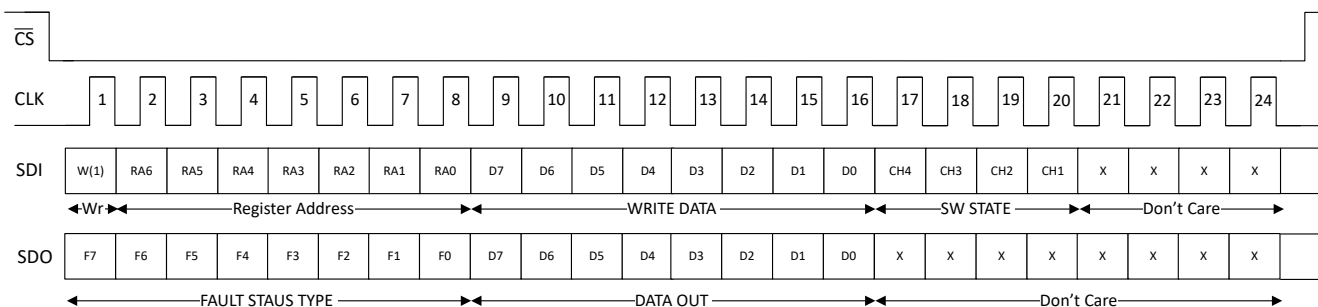 CS
CLK 1 2 3 4 5 6 7 8 9 10 11 12 13 14 15 16 17 18 19 20 21 22 23 24
SDI W(1) RA6 RA5 RA4 RA3 RA2 RA1 RA0 D7 D6 D5 D4 D3 D2 D1 D0 CH4 CH3 CH2 CH1 X X X X
Wr Register Address WRITE DATA SW STATE Don't Care
SDO F7 F6 F5 F4 F3 F2 F1 F0 D7 D6 D5 D4 D3 D2 D1 D0 X X X X X X X X
FAULT STAUS TYPE DATA OUT Don't Care